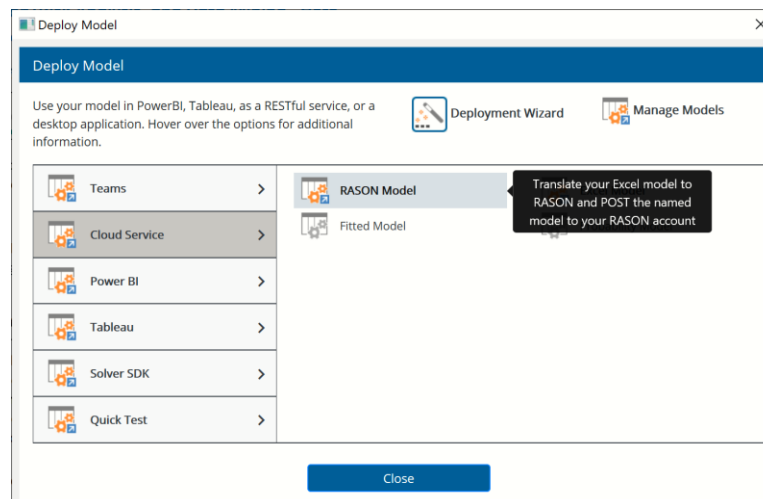 Deploy Model
Deploy Model
Use your model in PowerBI, Tableau, as a RESTful service, or a
desktop application. Hover over the options for additional
information.
Deployment Wizard
Manage Models
Teams
Cloud Service
Power BI
Tableau
Solver SDK
Quick Test
RASON Model
Fitted Model
Translate your Excel model to
RASON and POST the named
model to your RASON account
Close